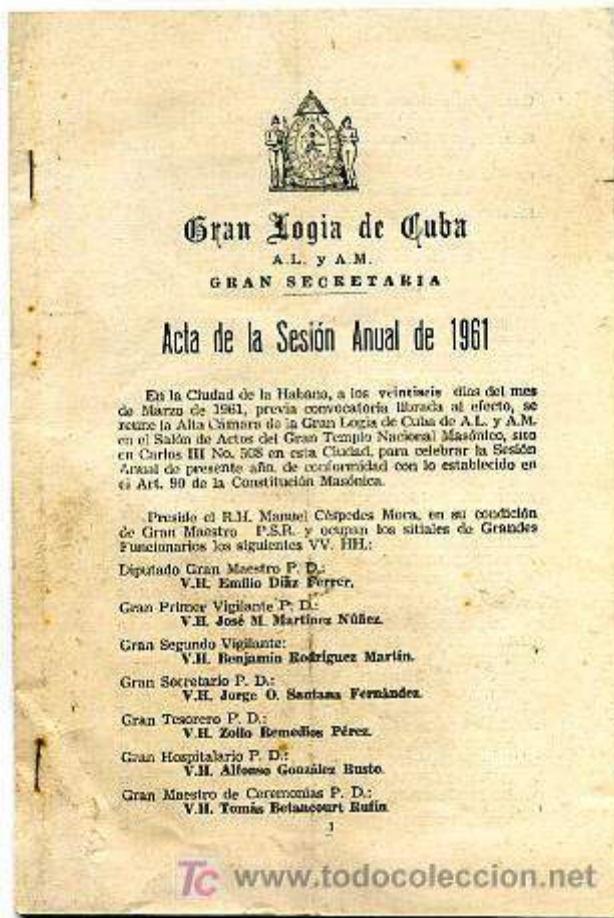 Gran Logia de Cuba
A.L. y A.M.
GRAN SECRETARIA
Acta de la Sesión Anual de 1961
En la Ciudad de la Habana, a los veintiseis días del mes
de Marzo de 1961, previa convocatoria librada al efecto, se
reune la Alta Cámara de la Gran Logia de Cuba de A.L. y A.M.
en el Salón de Actos del Gran Templo Nacional Masónico, sito
en Carlos III No. 508 en esta Ciudad, para celebrar la Sesión
Anual de presente año, de conformidad con lo establecido en
el Art. 90 de la Constitución Masónica.
Preside el R.H. Manuel Céspedes Mora, en su condición
de Gran Maestro P.S.R. y ocupan los sitiales de Grandes
Funcionarios los siguientes VV. HH.:
Diputado Gran Maestro P. D.:
V.H. Emilio Díaz Ferrer.
Gran Primer Vigilante P. D.:
V.H. José M. Martínez Núñez.
Gran Segundo Vigilante:
V.H. Benjamín Rodríguez Martín.
Gran Secretario P. D.:
V.H. Jorge O. Santana Fernández.
Gran Tesorero P. D.:
V.H. Zoilo Remedios Pérez.
Gran Hospitalario P. D.:
V.H. Alfonso González Busto.
Gran Maestro de Ceremonias P. D.:
V.H. Tomás Betancourt Rufín
1
TC www.todocoleccion.net